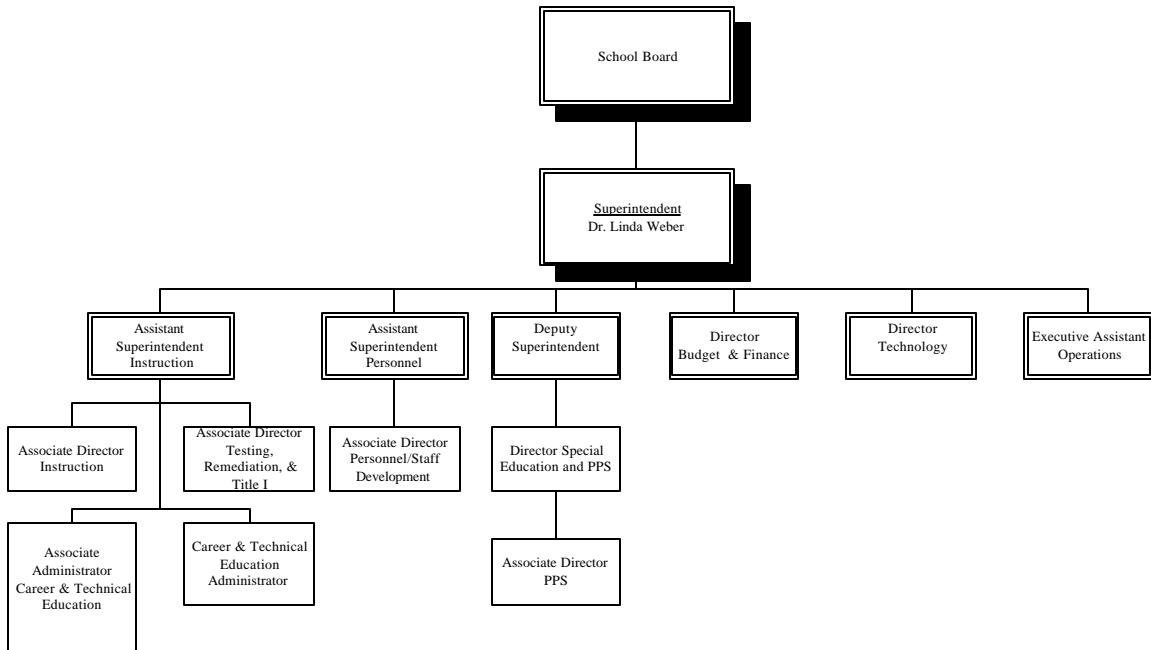 School Board
Superintendent
Dr. Linda Weber
Assistant
Superintendent
Instruction
Assistant
Superintendent
Personnel
Deputy
Superintendent
Director
Budget & Finance
Director
Technology
Executive Assistant
Operations
Associate Director
Instruction
Associate Director
Testing,
Remediation, &
Title I
Associate Director
Personnel/Staff
Development
Director Special
Education and PPS
Associate
Administrator
Career & Technical
Education
Career & Technical
Education
Administrator
Associate Director
PPS